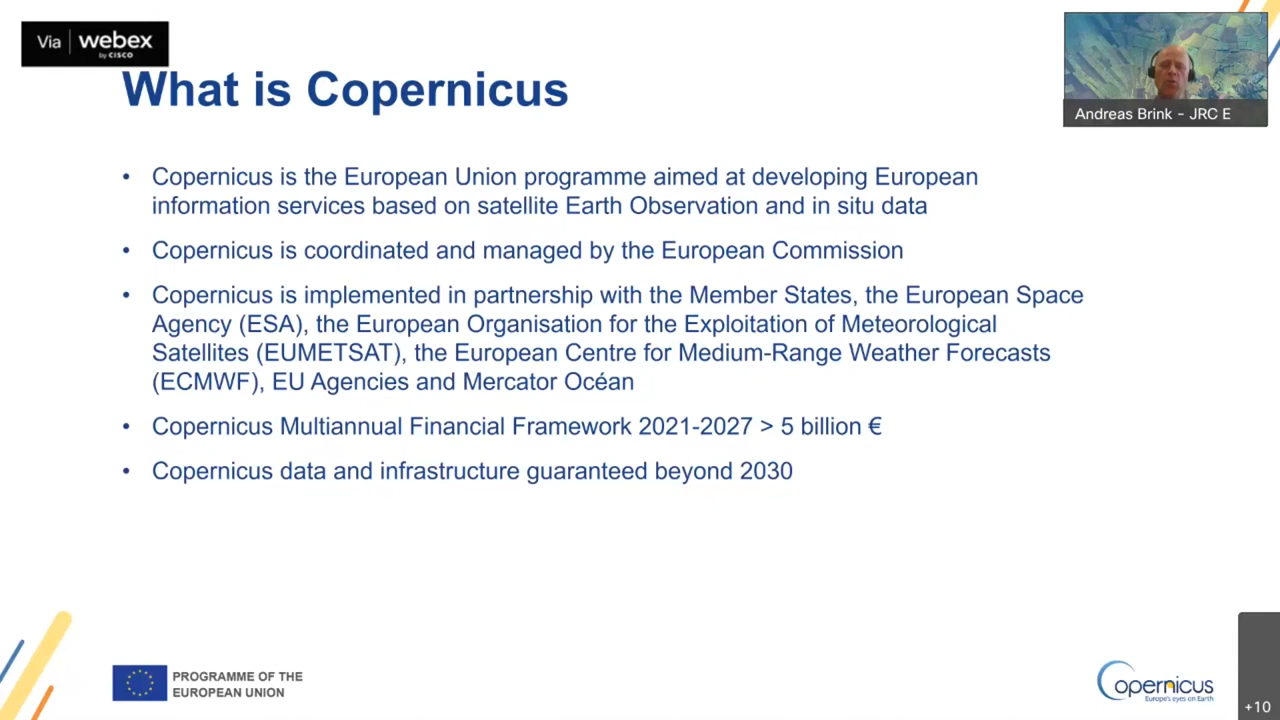 Via webex
by CISCO
What is Copernicus
Andreas Brink - JRC E
• Copernicus is the European Union programme aimed at developing European
information services based on satellite Earth Observation and in situ data
• Copernicus is coordinated and managed by the European Commission
• Copernicus is implemented in partnership with the Member States, the European Space
Agency (ESA), the European Organisation for the Exploitation of Meteorological
Satellites (EUMETSAT), the European Centre for Medium-Range Weather Forecasts
(ECMWF), EU Agencies and Mercator Océan
• Copernicus Multiannual Financial Framework 2021-2027 > 5 billion €
• Copernicus data and infrastructure guaranteed beyond 2030
PROGRAMME OF THE
EUROPEAN UNION
Copernicus
Europe's eyes on Earth
+10